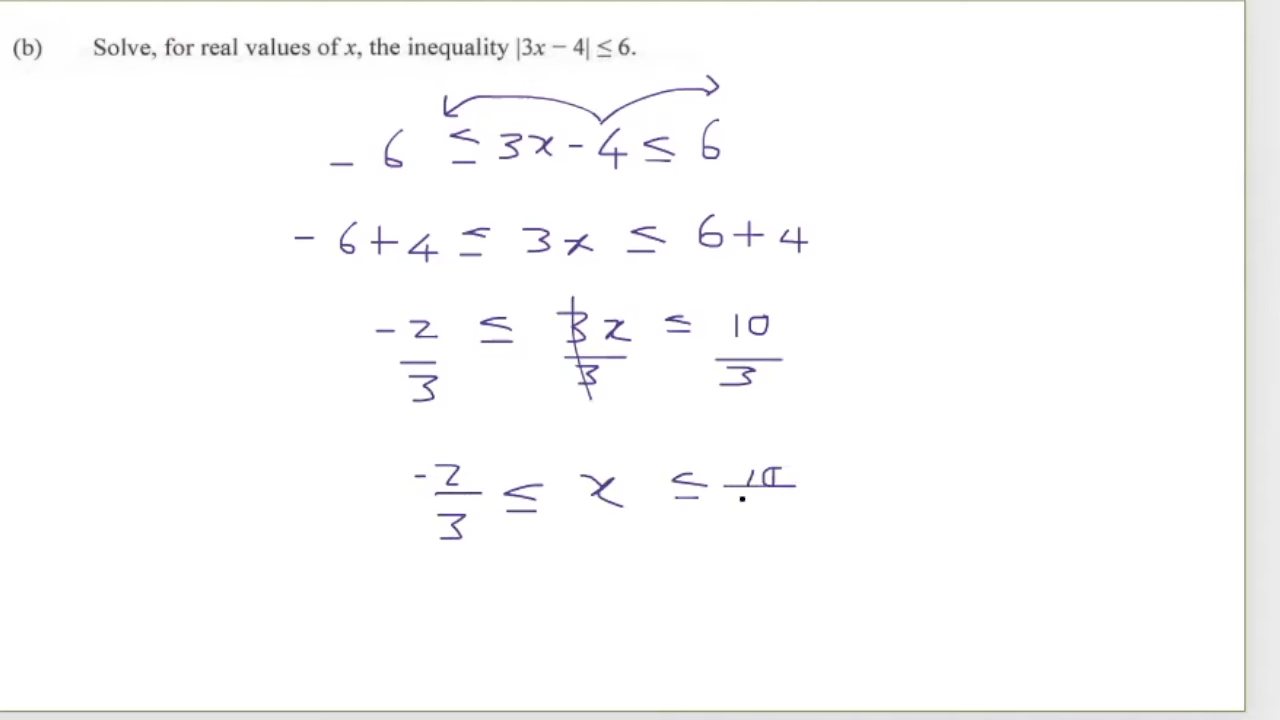 (b) Solve, for real values of x, the inequality |3x − 4| ≤ 6.
- 6 ≤ 3x - 4 ≤ 6
- 6 + 4 ≤ 3x ≤ 6 + 4
-2/3 ≤ 3x/3 ≤ 10/3
-2/3 ≤ x ≤ 10